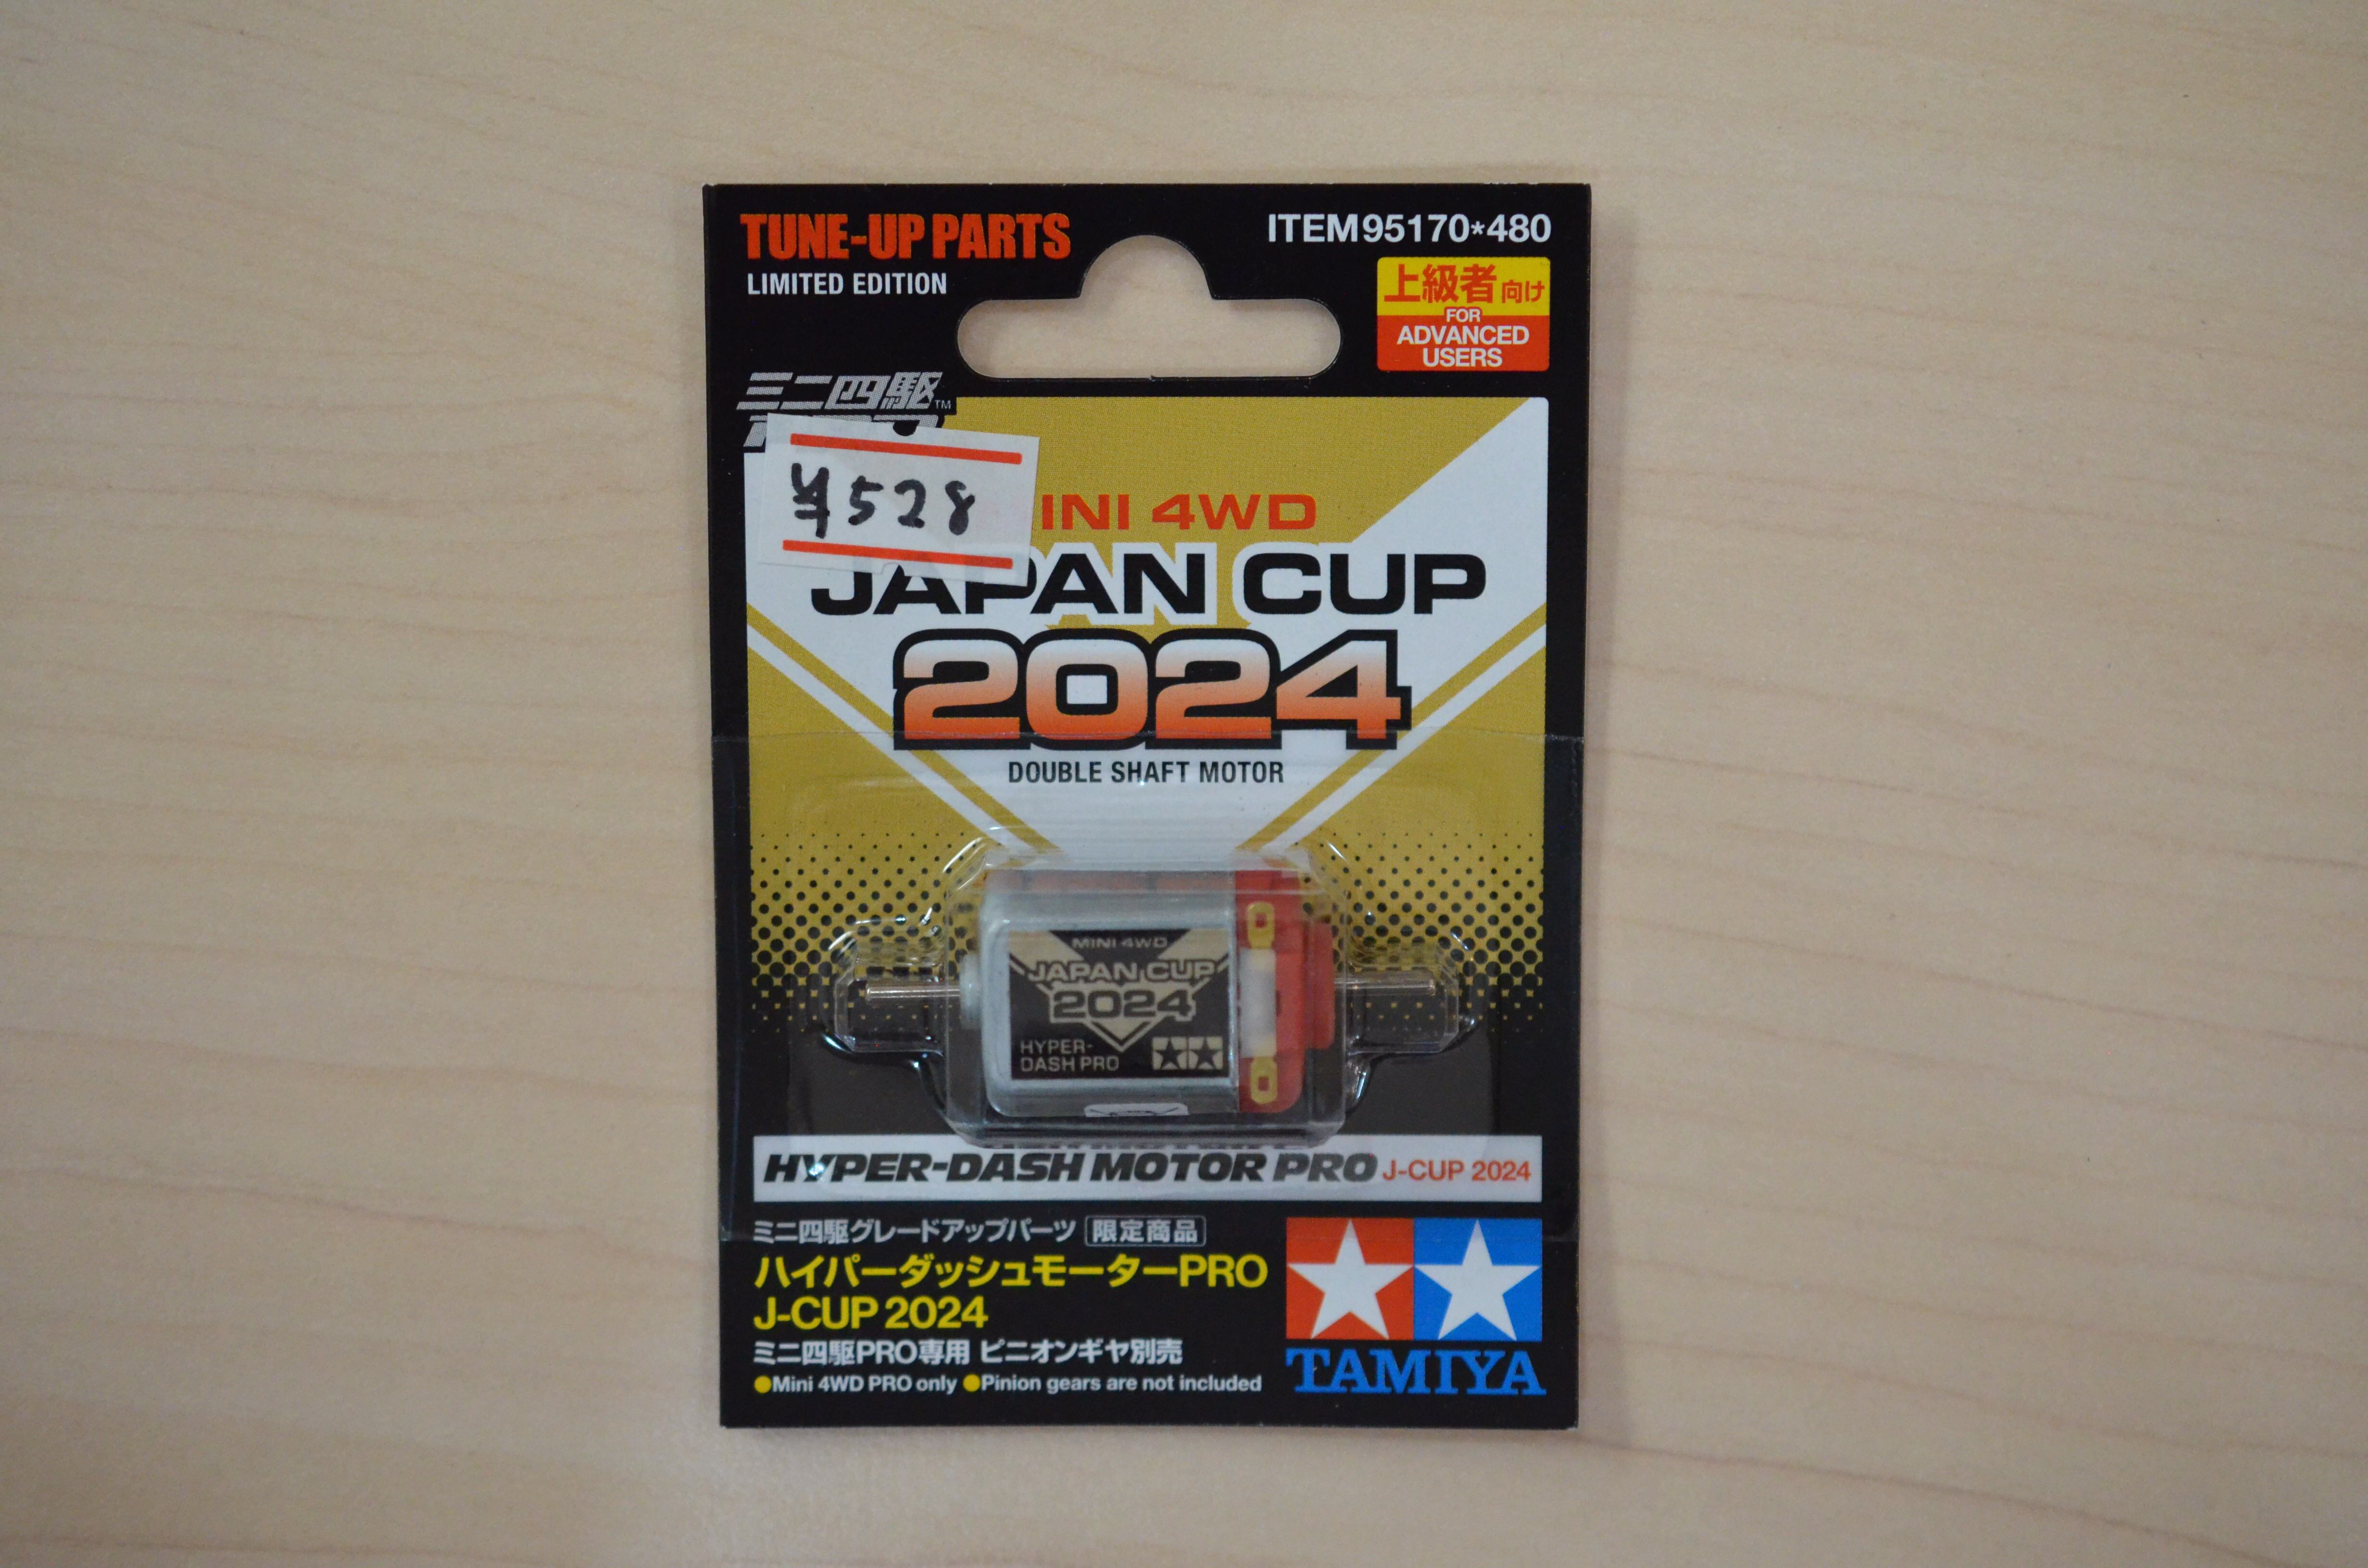 TUNE-UP PARTS
LIMITED EDITION
ITEM 95170*480
上級者向け
FOR
ADVANCED
USERS
ミニ四駆™
¥528
INI 4WD
JAPAN CUP
2024
DOUBLE SHAFT MOTOR
MINI 4WD
JAPAN CUP
2024
HYPER-
DASH PRO
HYPER-DASH MOTOR PRO J-CUP 2024
ミニ四駆グレードアップパーツ 限定商品
ハイパーダッシュモーターPRO
J-CUP 2024
ミニ四駆PRO専用 ピニオンギヤ別売
●Mini 4WD PRO only ●Pinion gears are not included
TAMIYA